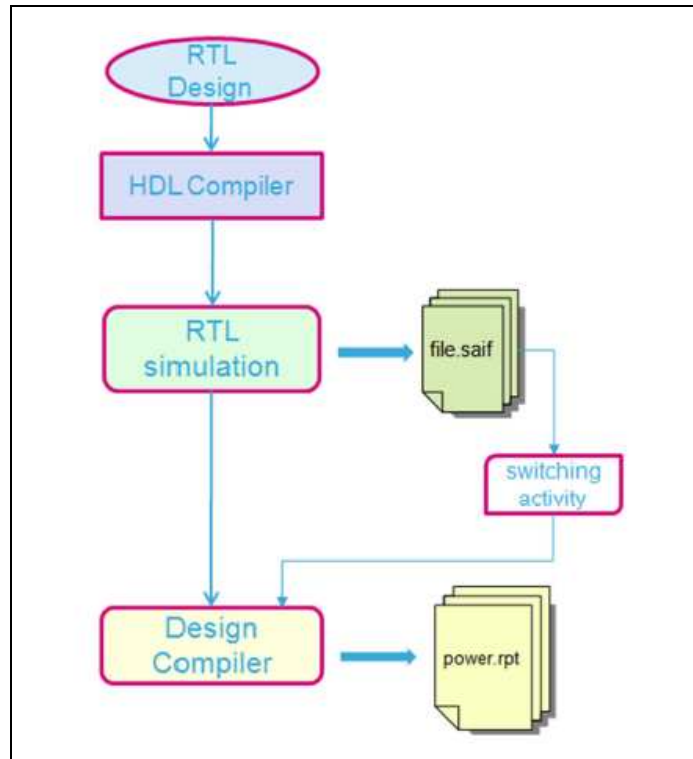 RTL
Design
HDL Compiler
RTL
simulation
file.saif
switching
activity
Design
Compiler
power.rpt